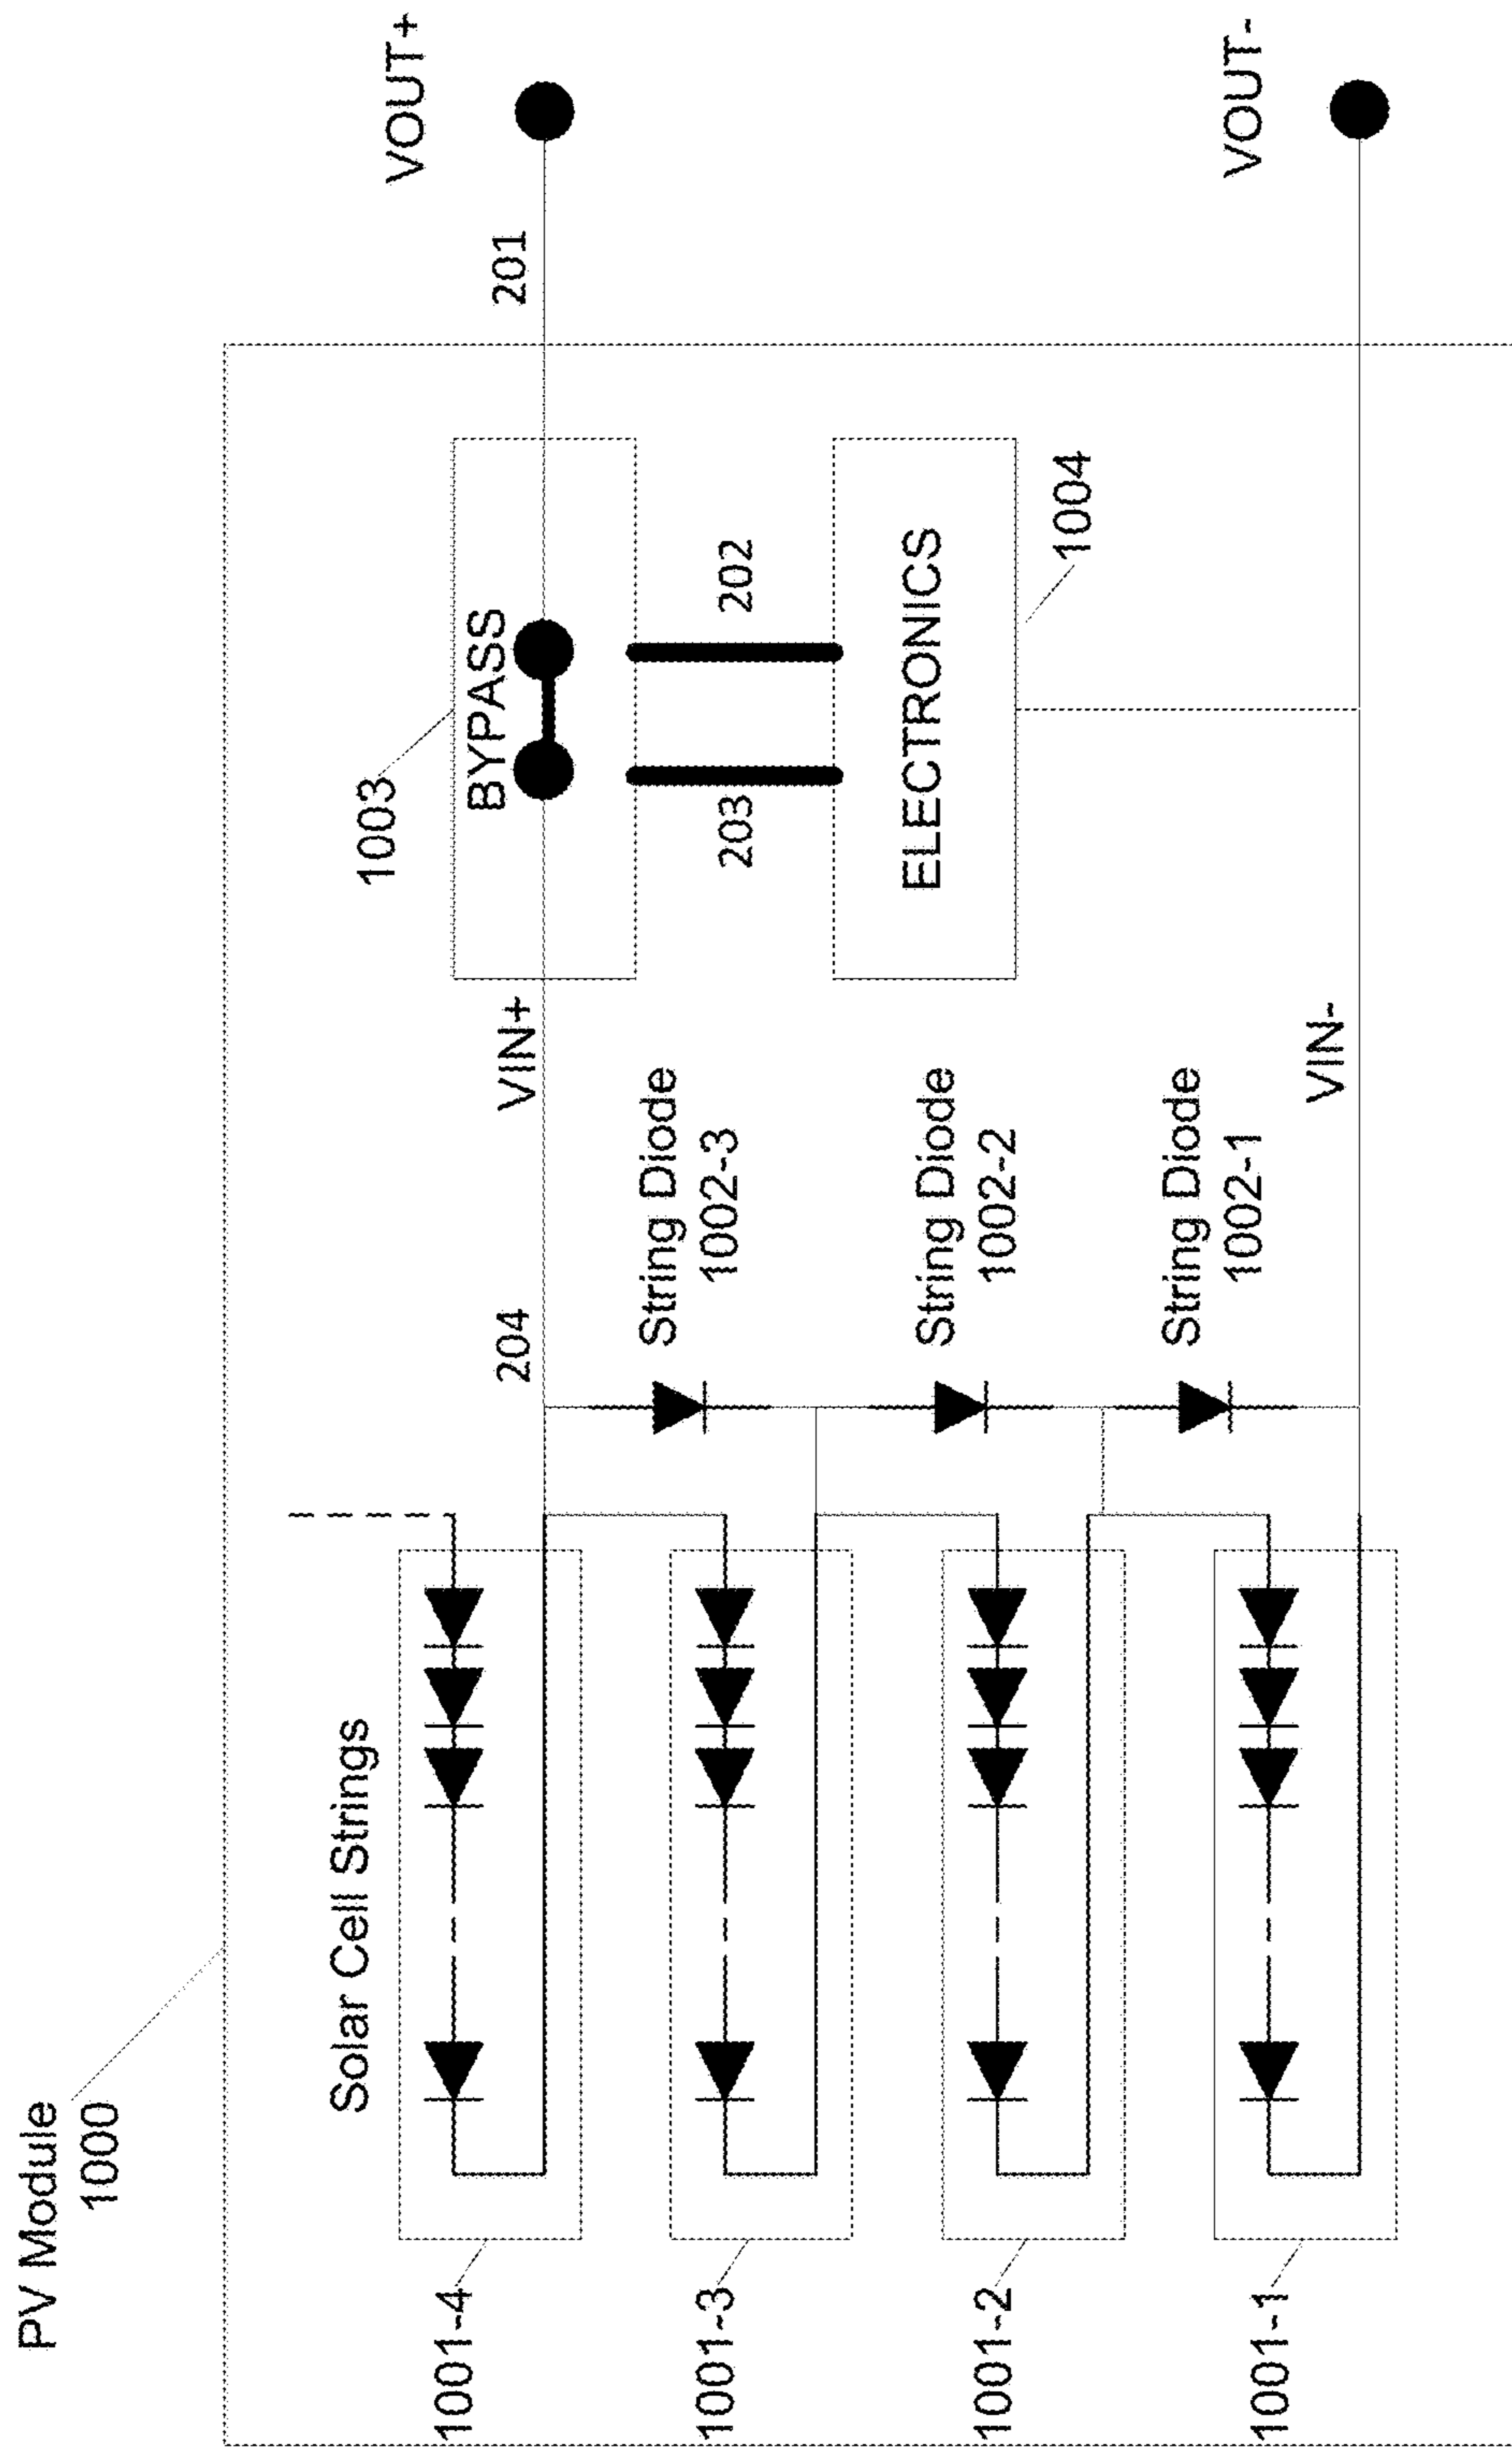 PV Module
1000
Solar Cell Strings
1001-4
1001-3
1001-2
1001-1
204
VIN+
String Diode
1002-3
String Diode
1002-2
String Diode
1002-1
VIN-
1003
BYPASS
203
202
ELECTRONICS
1004
201
VOUT+
VOUT-